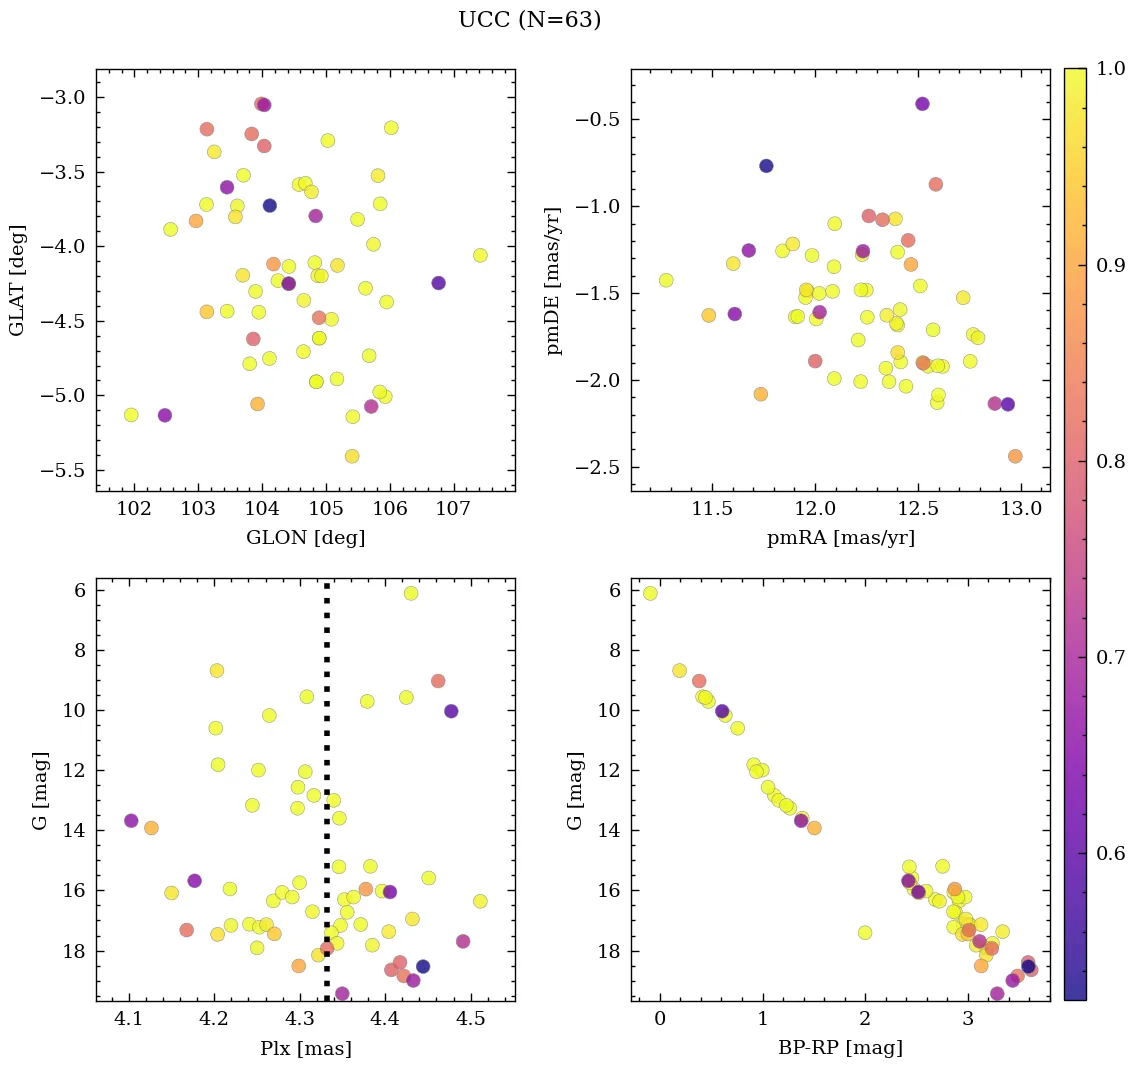 UCC (N=63)
−3.0
−3.5
−4.0
−4.5
−5.0
−5.5
GLAT [deg]
102 103 104 105 106 107
GLON [deg]
−0.5
−1.0
−1.5
−2.0
−2.5
pmDE [mas/yr]
11.5 12.0 12.5 13.0
pmRA [mas/yr]
1.0
0.9
0.8
0.7
0.6
6
8
10
12
14
16
18
G [mag]
4.1 4.2 4.3 4.4 4.5
Plx [mas]
6
8
10
12
14
16
18
G [mag]
0 1 2 3
BP-RP [mag]